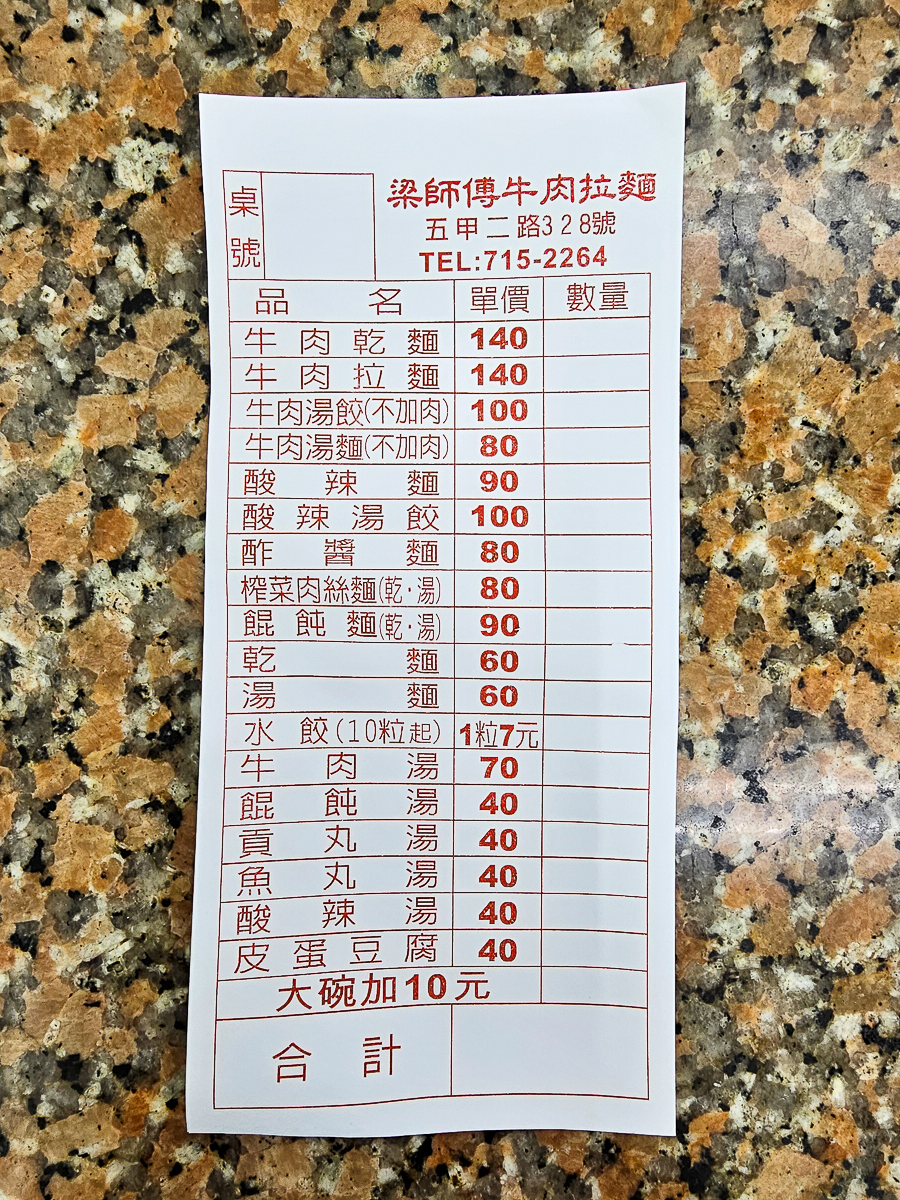 桌號
梁師傅牛肉拉麵
五甲二路328號
TEL:715-2264
品名 單價 數量
牛肉乾麵 140
牛肉拉麵 140
牛肉湯餃(不加肉) 100
牛肉湯麵(不加肉) 80
酸辣麵 90
酸辣湯餃 100
酢醬麵 80
榨菜肉絲麵(乾·湯) 80
餛飩麵(乾·湯) 90
乾麵 60
湯麵 60
水餃(10粒起) 1粒7元
牛肉湯 70
餛飩湯 40
貢丸湯 40
魚丸湯 40
酸辣湯 40
皮蛋豆腐 40
大碗加10元
合計